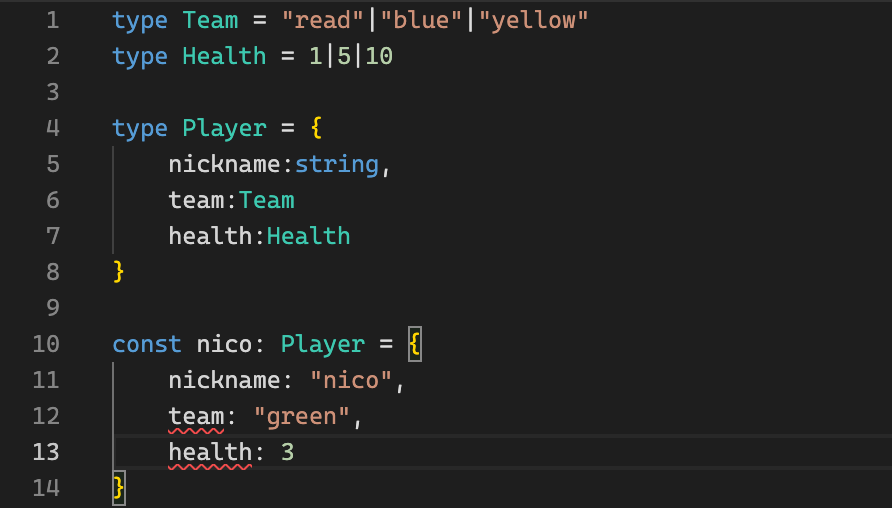 1 type Team = "read"|"blue"|"yellow"
2 type Health = 1|5|10
3
4 type Player = {
5     nickname:string,
6     team:Team
7     health:Health
8 }
9
10 const nico: Player = {
11     nickname: "nico",
12     team: "green",
13     health: 3
14 }